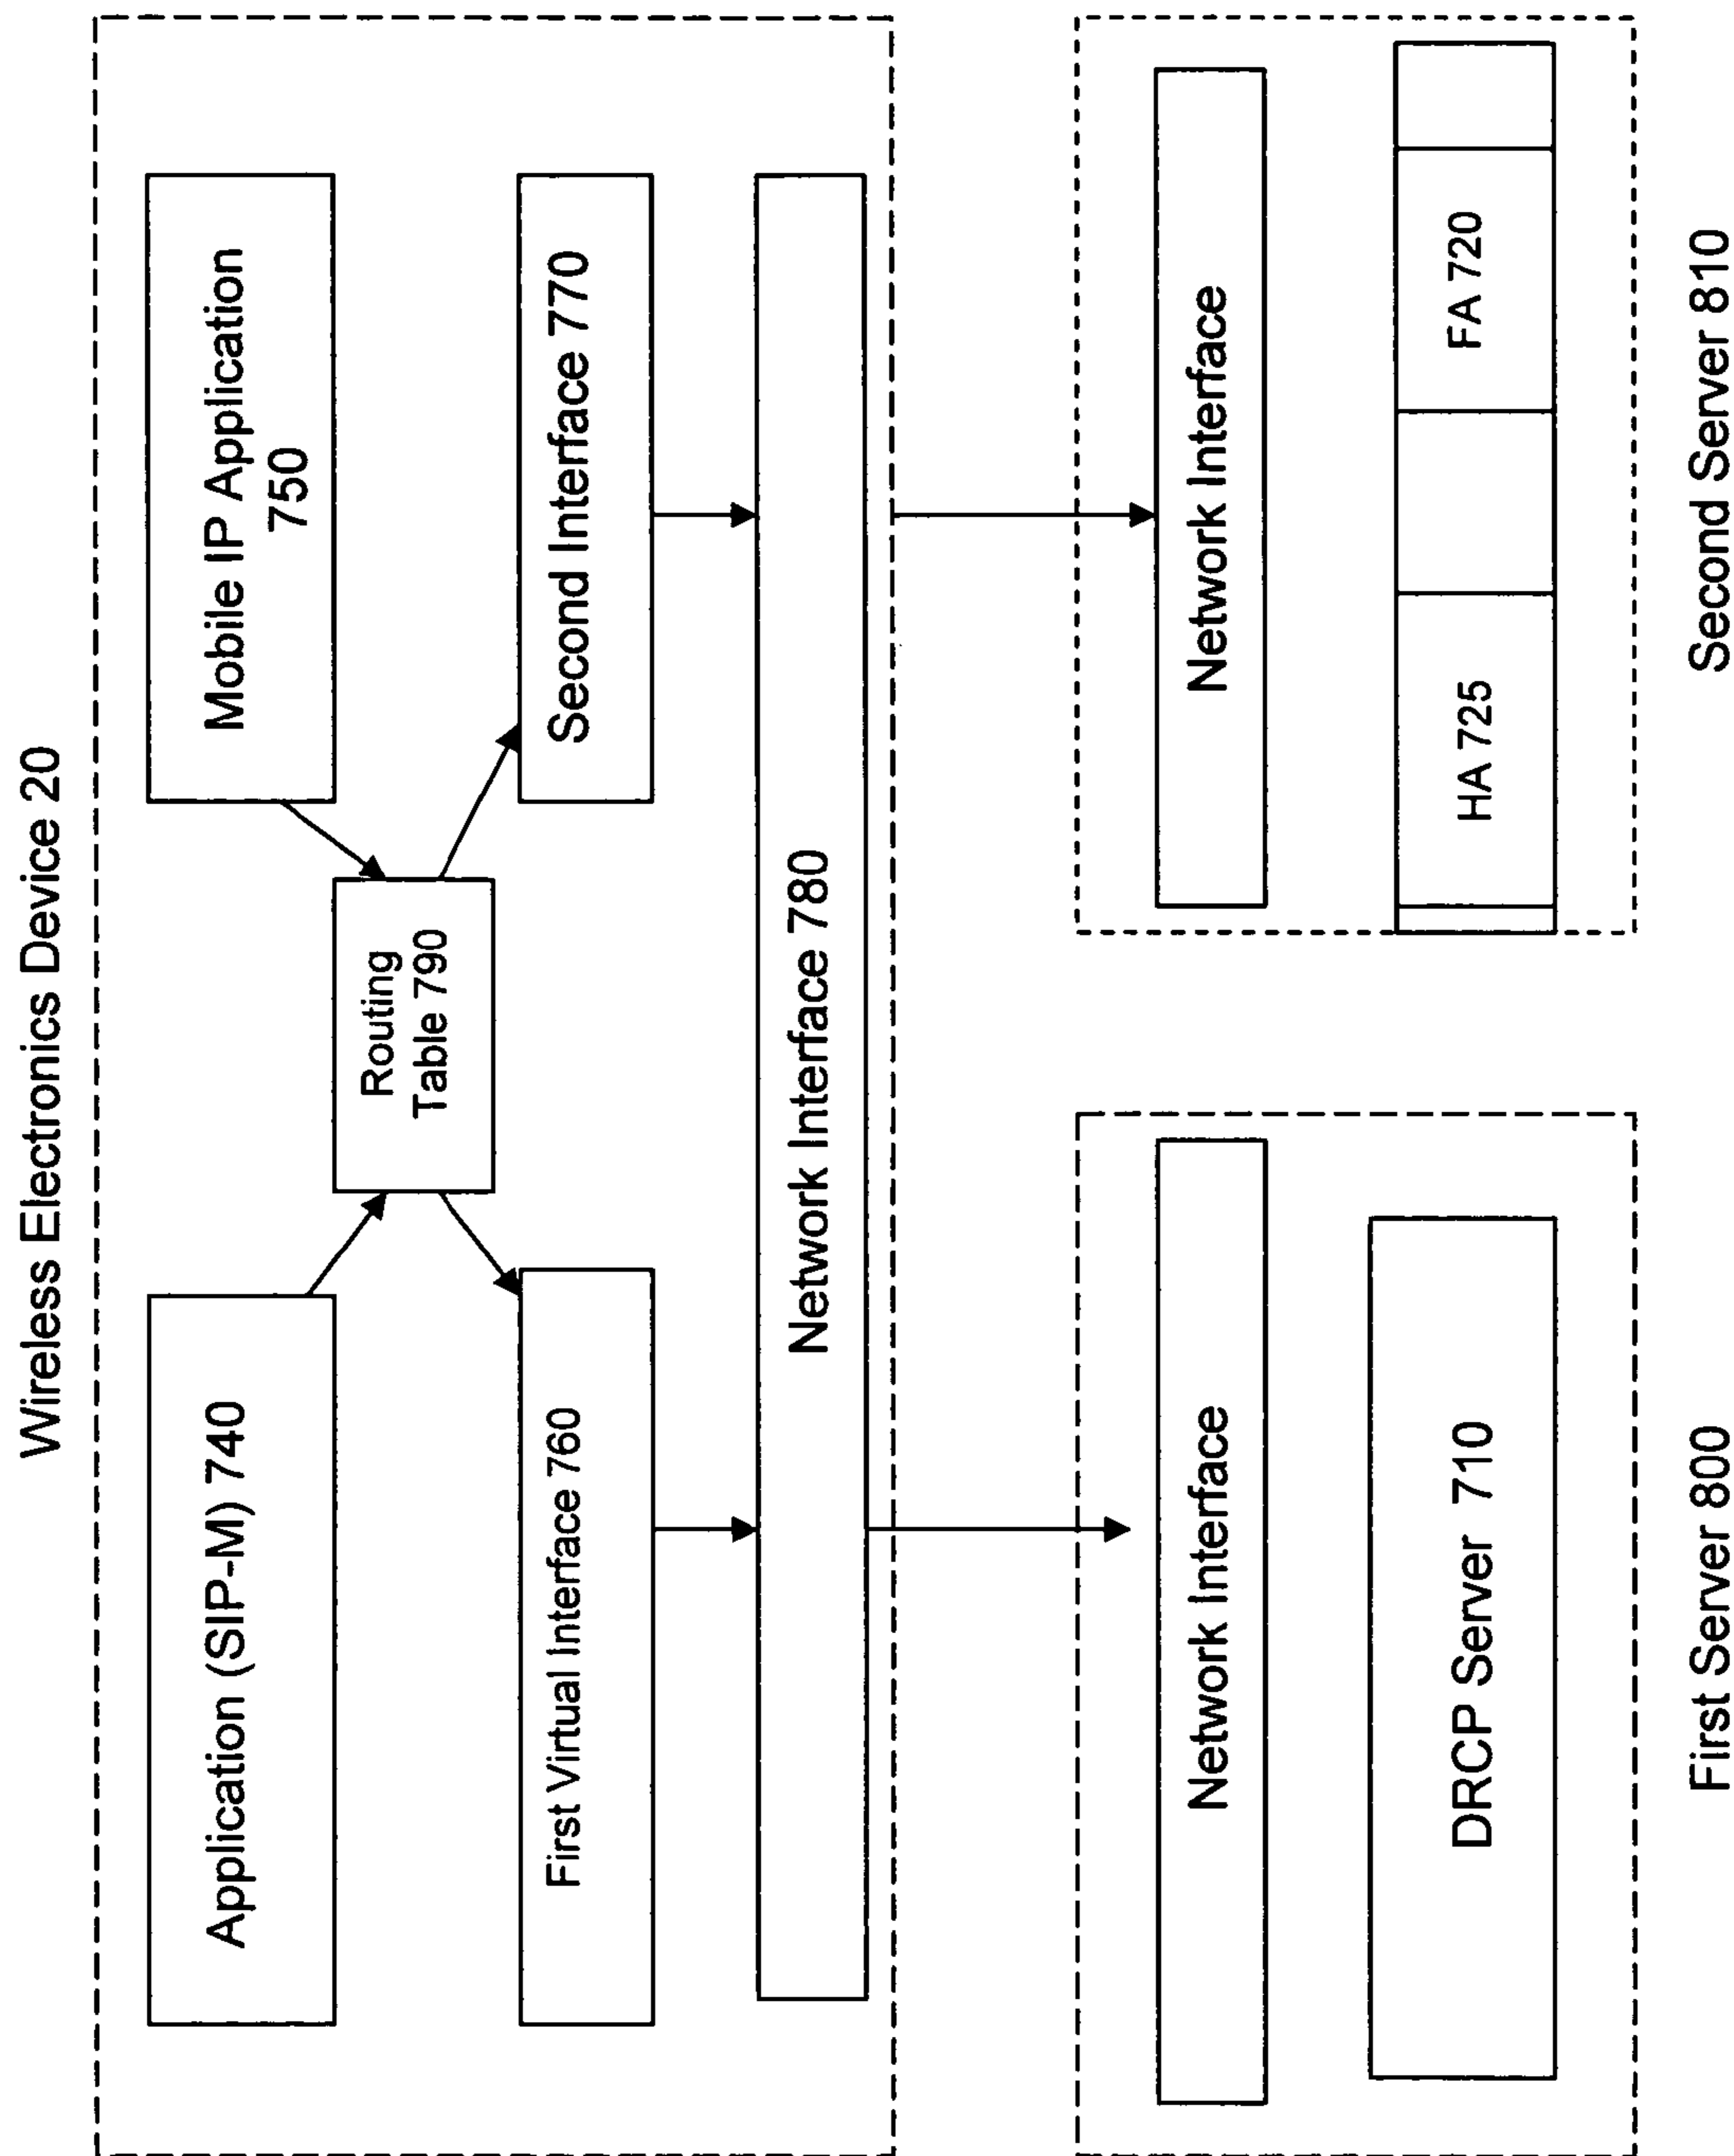 Wireless Electronics Device 20
Application (SIP-M) 740
Mobile IP Application
750
Routing
Table 790
First Virtual Interface 760
Second Interface 770
Network Interface 780
Network Interface
DRCP Server 710
First Server 800
Network Interface
HA 725
FA 720
Second Server 810